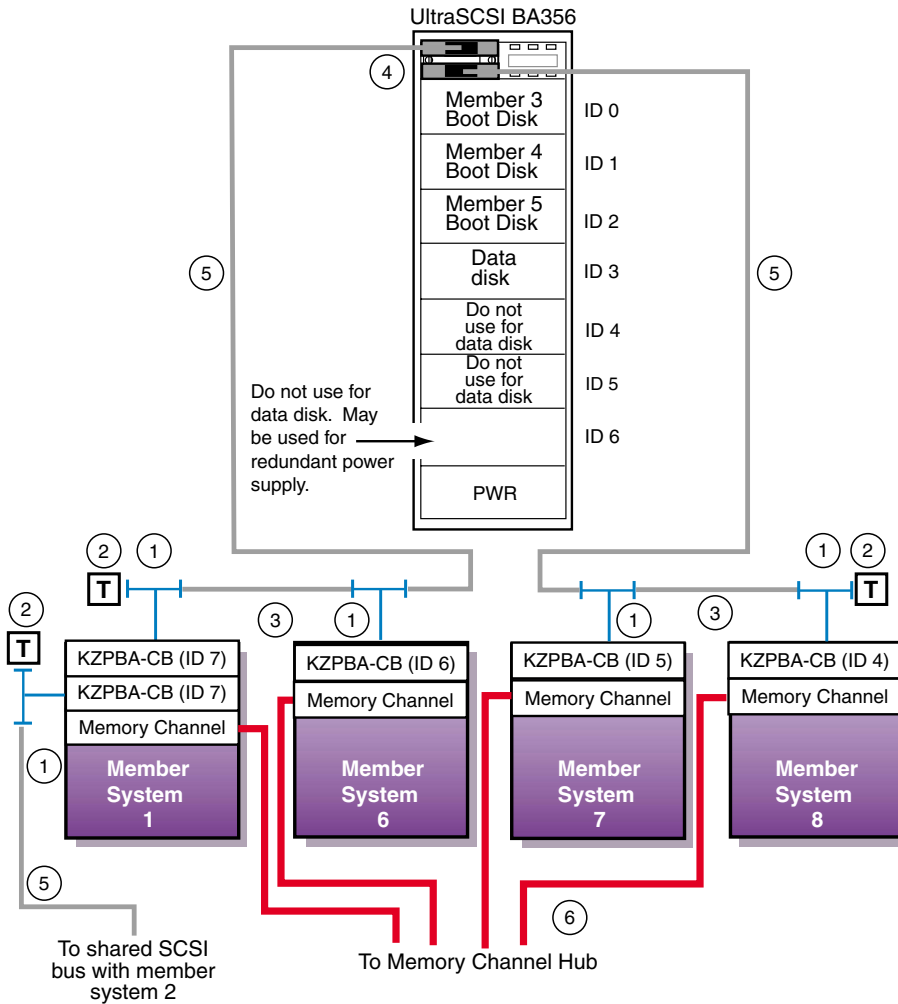 UltraSCSI BA356
4
Member 3
Boot Disk
ID 0
Member 4
Boot Disk
ID 1
Member 5
Boot Disk
ID 2
5
Data
disk
ID 3
5
Do not
use for
data disk
ID 4
Do not
use for
data disk
ID 5
Do not use for
data disk. May
be used for
redundant power
supply.
ID 6
PWR
2
1
1
2
T
T
2
3
1
1
3
T
KZPBA-CB (ID 7)
KZPBA-CB (ID 7)
Memory Channel
Member
System
1
KZPBA-CB (ID 6)
Memory Channel
Member
System
6
KZPBA-CB (ID 5)
Memory Channel
Member
System
7
KZPBA-CB (ID 4)
Memory Channel
Member
System
8
1
5
6
To shared SCSI
bus with member
system 2
To Memory Channel Hub